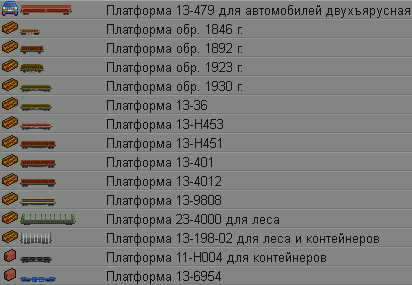 Платформа 13-479 для автомобилей двухъярусная
Платформа обр. 1846 г.
Платформа обр. 1892 г.
Платформа обр. 1923 г.
Платформа обр. 1930 г.
Платформа 13-36
Платформа 13-Н453
Платформа 13-Н451
Платформа 13-401
Платформа 13-4012
Платформа 13-9808
Платформа 23-4000 для леса
Платформа 13-198-02 для леса и контейнеров
Платформа 11-Н004 для контейнеров
Платформа 13-6954